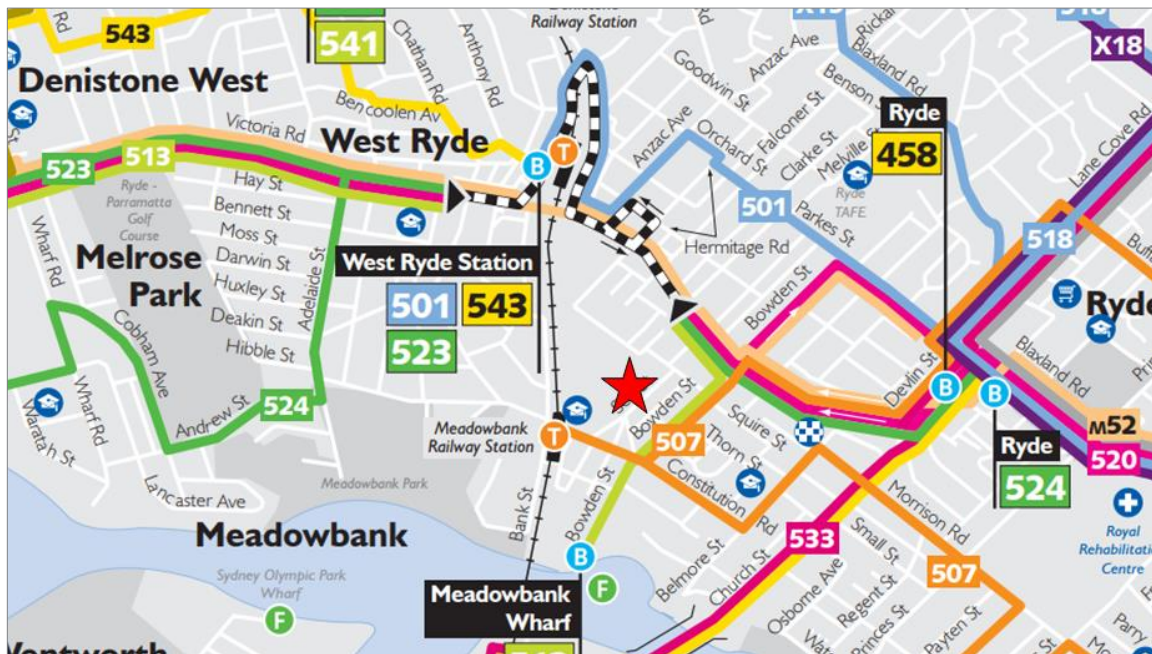 Rd
543
541
Chatham Rd
Anthony Rd
Railway Station
Goodwin St
Anzac Ave
Blaxland Rd
Benson
X18
Denistone West
Bencoolen Av
Victoria Rd
West Ryde
B
T
Anzac Ave
Orchard St
Falconer St
Clarke St
Melville
Ryde
458
Lane Cove Rd
523
513
Hay St
Ryde -
Parramatta
Golf
Course
Bennett St
Moss St
Darwin St
Huxley St
Deakin St
Hibble St
Adelaide St
Wharf Rd
Melrose
Park
501
Ryde
TAFE
Parkes St
Hermitage Rd
518
West Ryde Station
501
543
523
Bowden St
Ryde
Blaxland Rd
Devlin St
B
B
Cobham Ave
Wharf Rd
Waratah St
Andrew St
524
Lancaster Ave
Meadowbank
Railway Station
T
Bowden St
507
Squire St
Thorn St
Constitution Rd
M52
520
Ryde
524
Meadowbank Park
Bank St
Bowden St
Meadowbank
Sydney Olympic Park
Wharf
F
B
F
Meadowbank
Wharf
Belmore St
Church St
533
Morrison Rd
Small St
507
Osborne Ave
Regent St
Princes St
Payten St
Royal
Parry